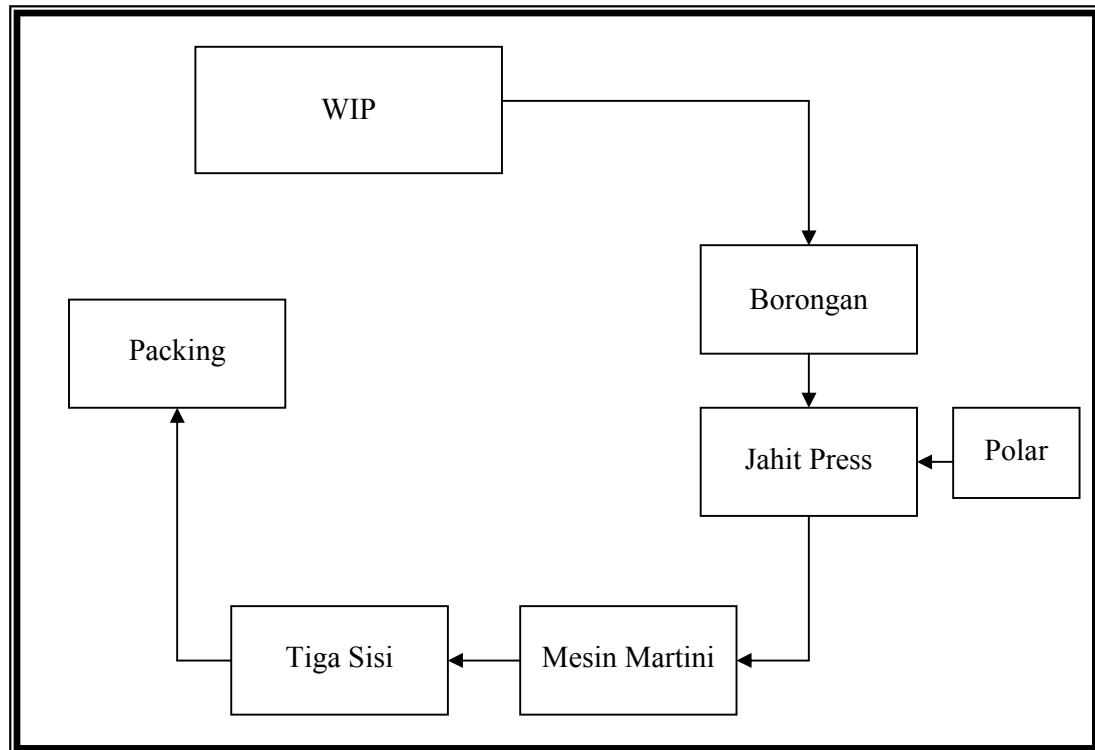 WIP
Borongan
Packing
Jahit Press
Polar
Tiga Sisi
Mesin Martini